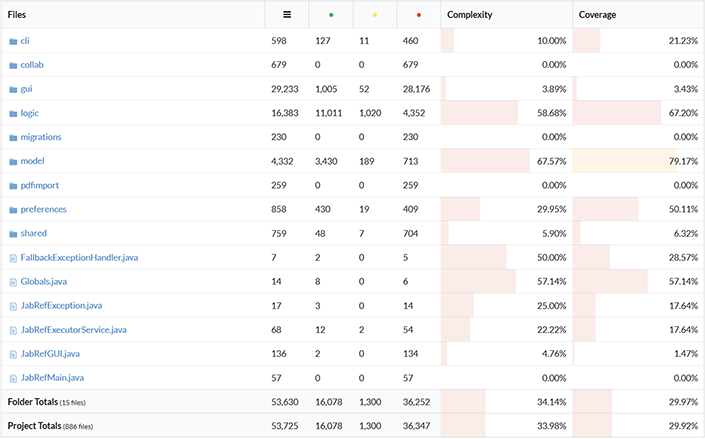 Files Complexity Coverage
cli 598 127 11 460 10.00% 21.23%
collab 679 0 0 679 0.00% 0.00%
gui 29,233 1,005 52 28,176 3.89% 3.43%
logic 16,383 11,011 1,020 4,352 58.68% 67.20%
migrations 230 0 0 230 0.00% 0.00%
model 4,332 3,430 189 713 67.57% 79.17%
pdfimport 259 0 0 259 0.00% 0.00%
preferences 858 430 19 409 29.95% 50.11%
shared 759 48 7 704 5.90% 6.32%
FallbackExceptionHandler.java 7 2 0 5 50.00% 28.57%
Globals.java 14 8 0 6 57.14% 57.14%
JabRefException.java 17 3 0 14 25.00% 17.64%
JabRefExecutorService.java 68 12 2 54 22.22% 17.64%
JabRefGUI.java 136 2 0 134 4.76% 1.47%
JabRefMain.java 57 0 0 57 0.00% 0.00%
Folder Totals (15 files) 53,630 16,078 1,300 36,252 34.14% 29.97%
Project Totals (886 files) 53,725 16,078 1,300 36,347 33.98% 29.92%